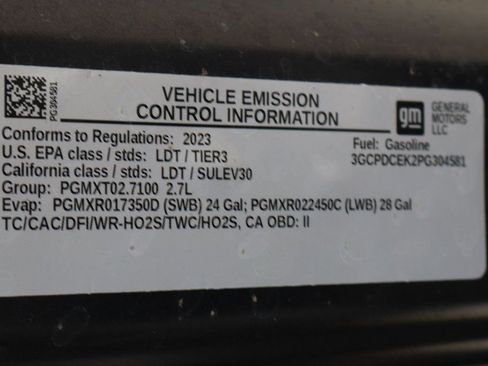 PG304581
VEHICLE EMISSION
CONTROL INFORMATION
gm
GENERAL
MOTORS
LLC
Conforms to Regulations: 2023
Fuel: Gasoline
U.S. EPA class / stds: LDT / TIER3
3GCPDCEK2PG304581
California class / stds: LDT / SULEV30
Group: PGMXT02.7100 2.7L
Evap: PGMXR017350D (SWB) 24 Gal; PGMXR022450C (LWB) 28 Gal
TC/CAC/DFI/WR-HO2S/TWC/HO2S, CA OBD: II